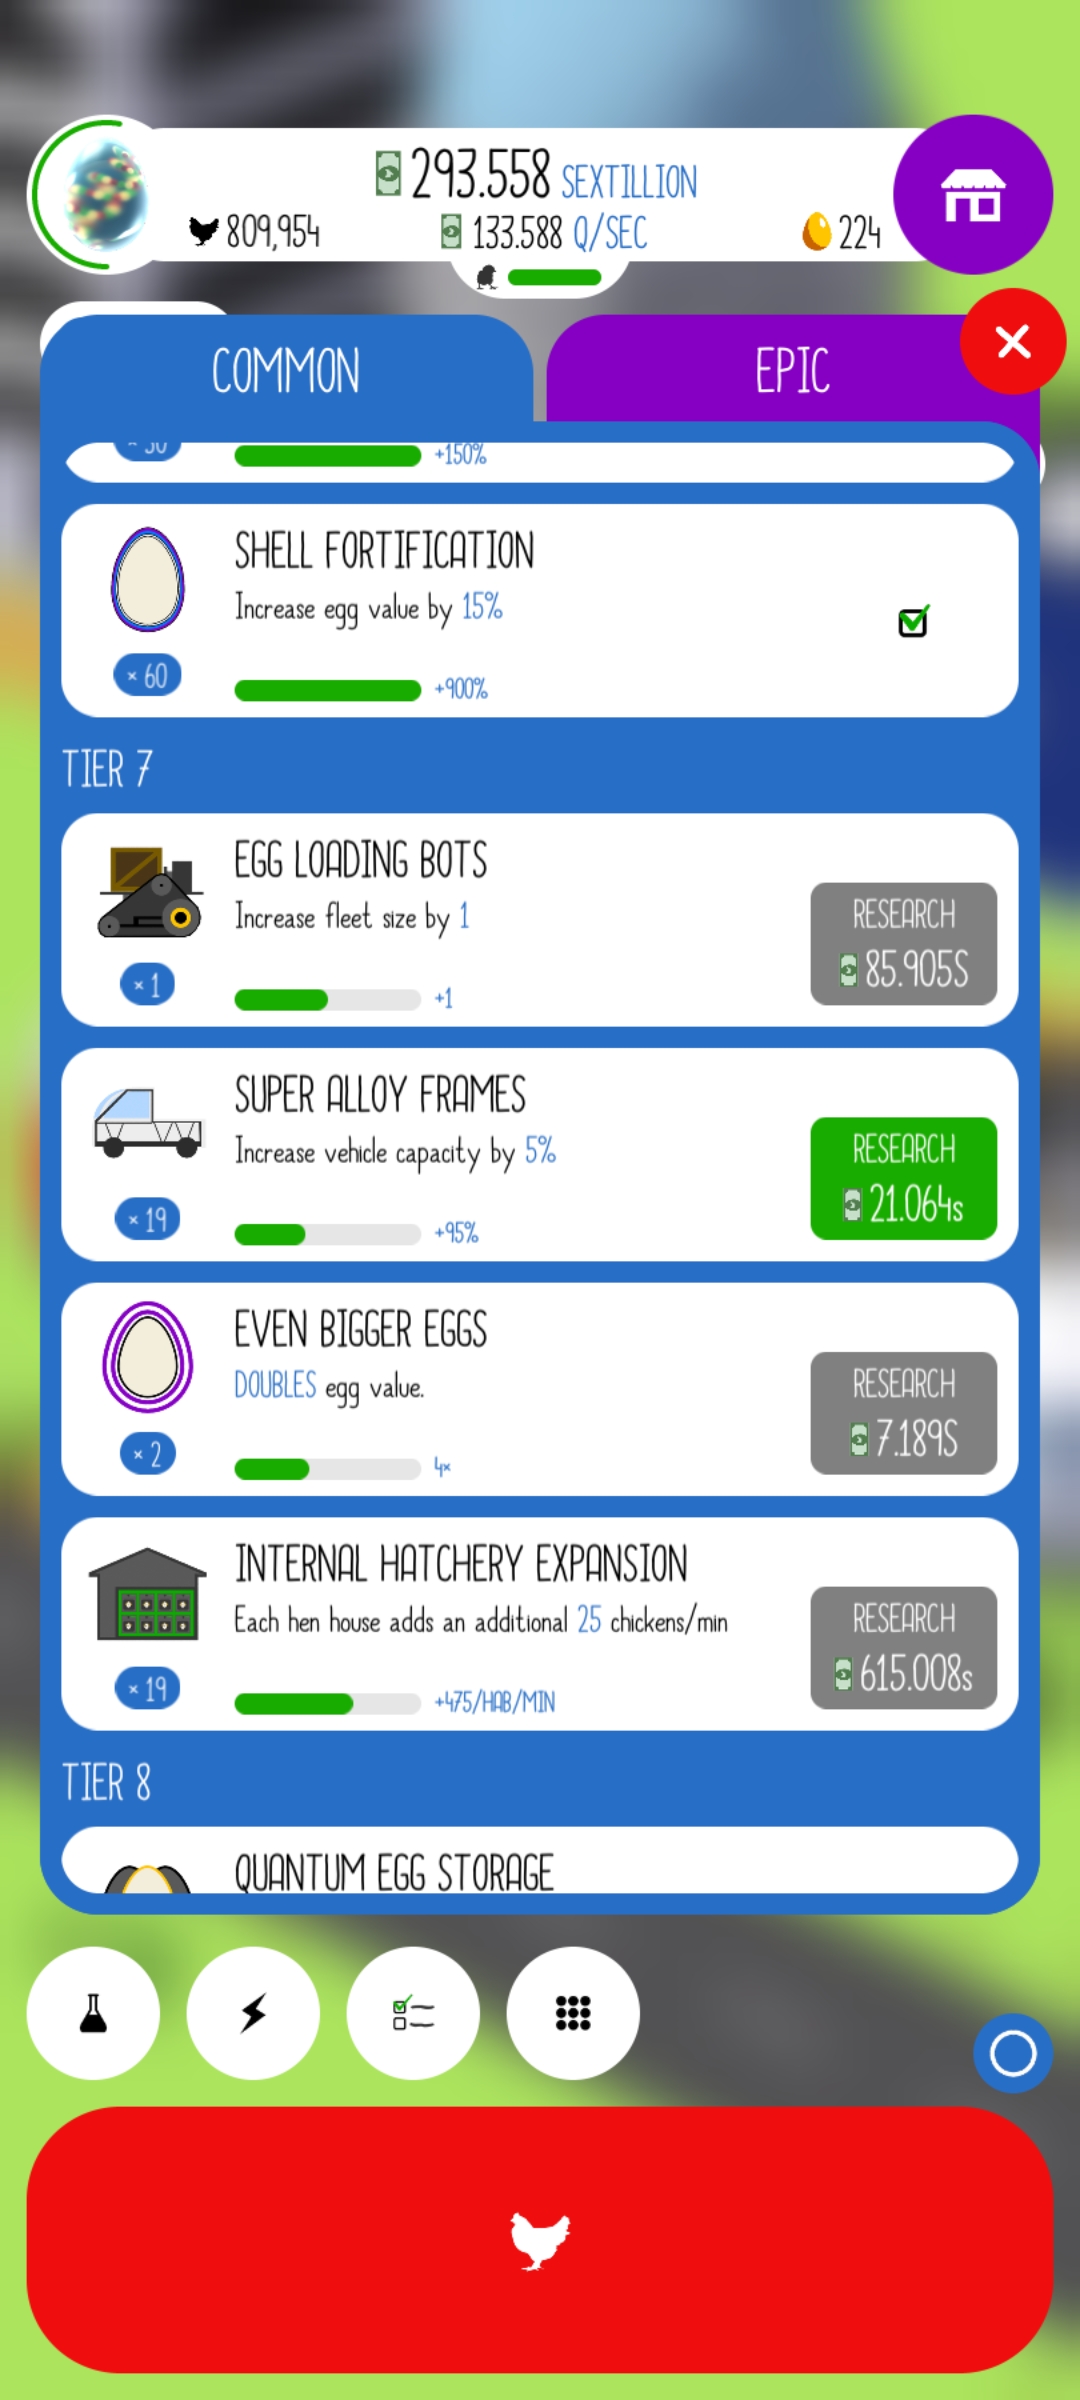 293.558 SEXTILLION
809,954
133.588 Q/SEC
224
COMMON
EPIC
+150%
SHELL FORTIFICATION
Increase egg value by 15%
× 60
+900%
TIER 7
EGG LOADING BOTS
Increase fleet size by 1
× 1
+1
RESEARCH
85.905S
SUPER ALLOY FRAMES
Increase vehicle capacity by 5%
× 19
+95%
RESEARCH
21.064s
EVEN BIGGER EGGS
DOUBLES egg value.
× 2
4×
RESEARCH
7.189S
INTERNAL HATCHERY EXPANSION
Each hen house adds an additional 25 chickens/min
× 19
+475/HAB/MIN
RESEARCH
615.008s
TIER 8
QUANTUM EGG STORAGE